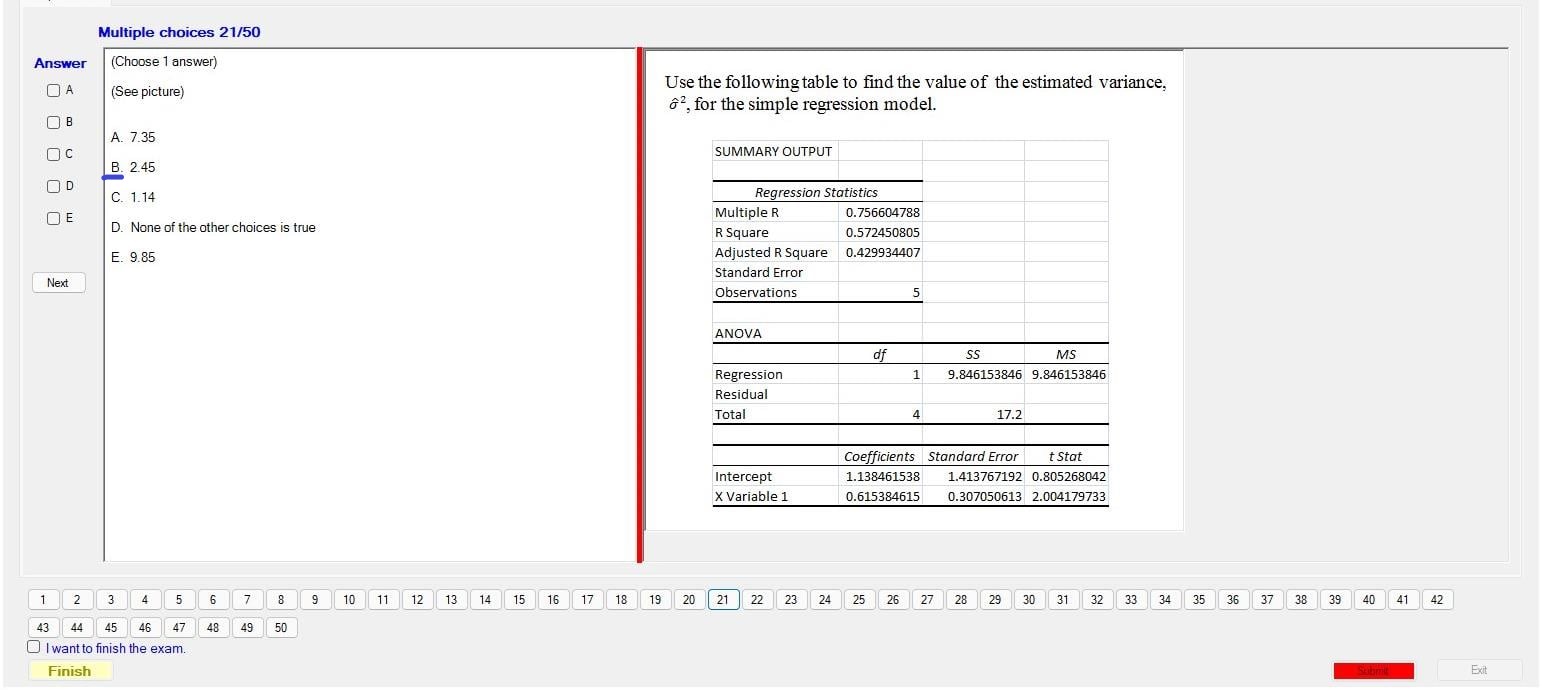 Multiple choices 21/50
Answer
A
B
C
D
E
Next
(Choose 1 answer)
(See picture)
A. 7.35
B. 2.45
C. 1.14
D. None of the other choices is true
E. 9.85
Use the following table to find the value of the estimated variance,
σ̂², for the simple regression model.
SUMMARY OUTPUT
Regression Statistics
Multiple R 0.756604788
R Square 0.572450805
Adjusted R Square 0.429934407
Standard Error
Observations 5
ANOVA
df SS MS
Regression 1 9.846153846 9.846153846
Residual
Total 4 17.2
Coefficients Standard Error t Stat
Intercept 1.138461538 1.413767192 0.805268042
X Variable 1 0.615384615 0.307050613 2.004179733
1 2 3 4 5 6 7 8 9 10 11 12 13 14 15 16 17 18 19 20 21 22 23 24 25 26 27 28 29 30 31 32 33 34 35 36 37 38 39 40 41 42
43 44 45 46 47 48 49 50
I want to finish the exam.
Finish
Submit
Exit